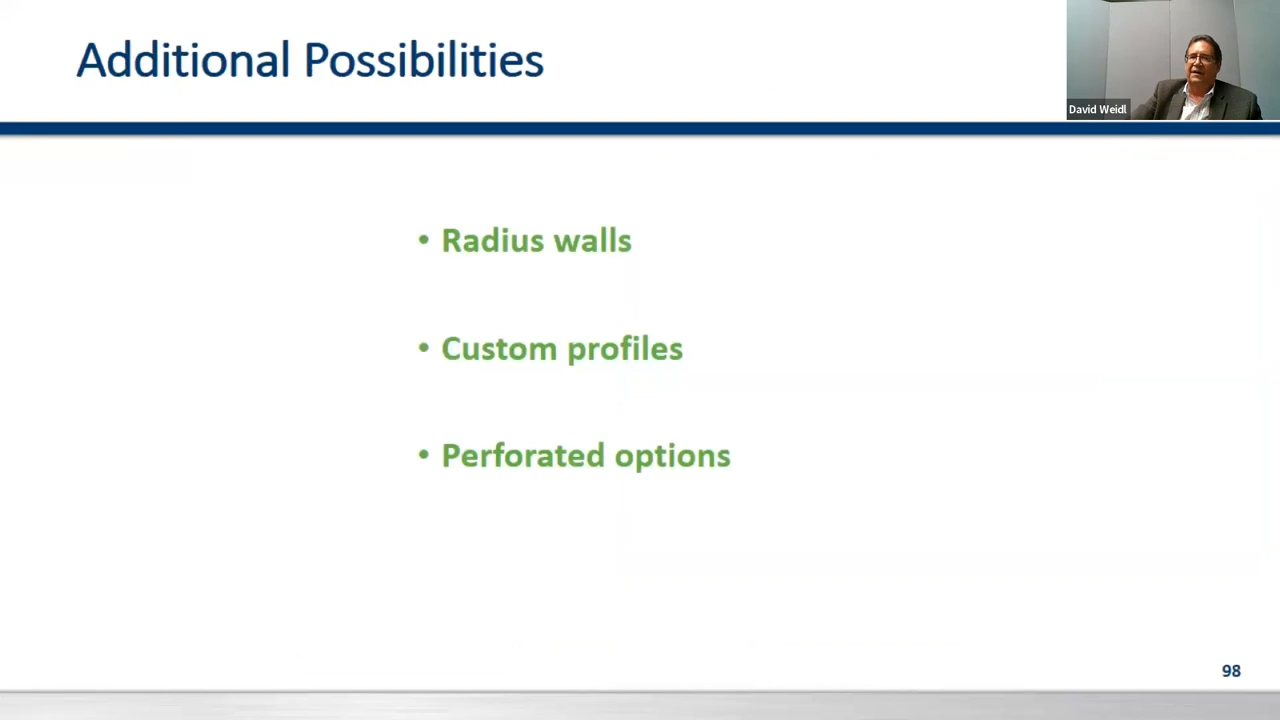 Additional Possibilities
David Weidl
• Radius walls
• Custom profiles
• Perforated options
98